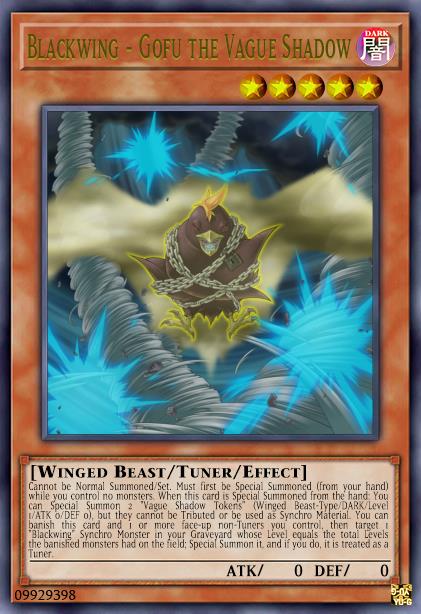 BLACKWING - GOFU THE VAGUE SHADOW
DARK
闇
[WINGED BEAST/TUNER/EFFECT]
Cannot be Normal Summoned/Set. Must first be Special Summoned (from your hand)
while you control no monsters. When this card is Special Summoned from the hand: You
can Special Summon 2 "Vague Shadow Tokens" (Winged Beast-Type/DARK/Level
1/ATK 0/DEF 0), but they cannot be Tributed or be used as Synchro Material. You can
banish this card and 1 or more face-up non-Tuners you control, then target 1
"Blackwing" Synchro Monster in your Graveyard whose Level equals the total Levels
the banished monsters had on the field; Special Summon it, and if you do, it is treated as a
Tuner.
ATK/ 0 DEF/ 0
09929398